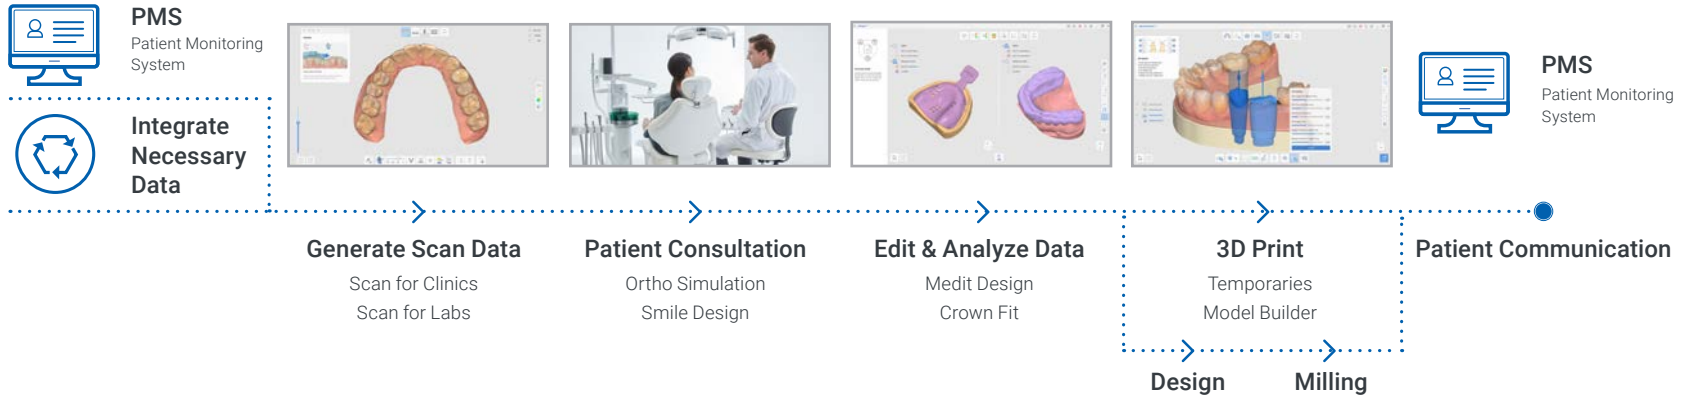 PMS
Patient Monitoring
System
Integrate
Necessary
Data
Generate Scan Data
Scan for Clinics
Scan for Labs
Patient Consultation
Ortho Simulation
Smile Design
Edit & Analyze Data
Medit Design
Crown Fit
3D Print
Temporaries
Model Builder
Design
Milling
PMS
Patient Monitoring
System
Patient Communication